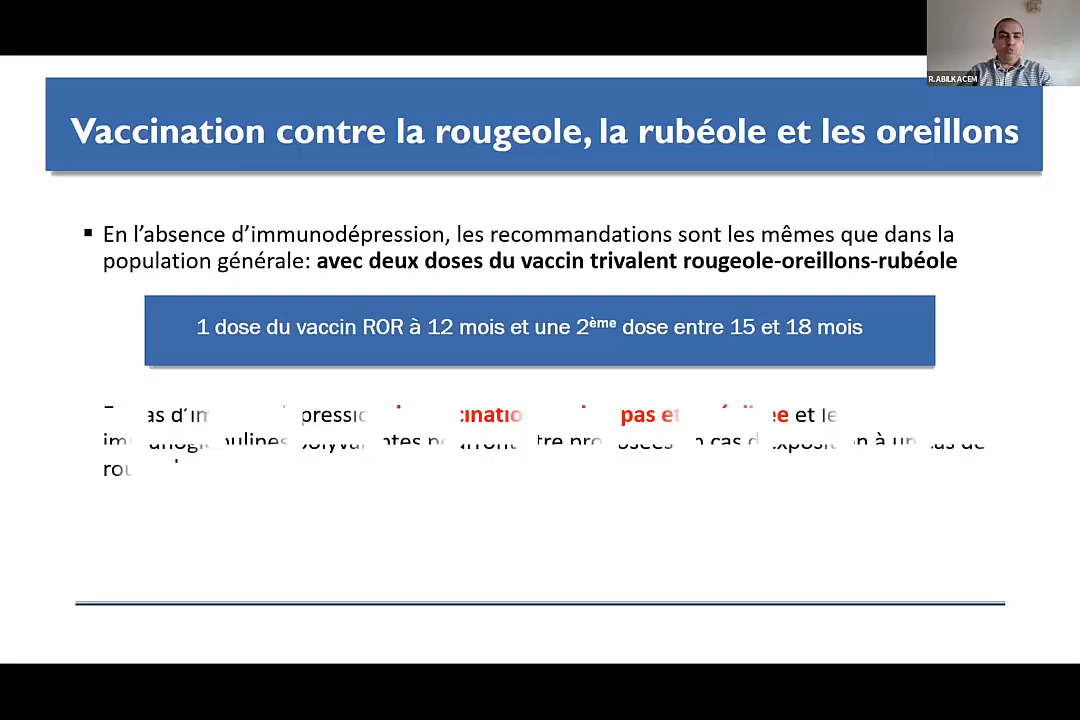 R.ABILKACEM
Vaccination contre la rougeole, la rubéole et les oreillons
▪ En l’absence d’immunodépression, les recommandations sont les mêmes que dans la
population générale: avec deux doses du vaccin trivalent rougeole-oreillons-rubéole
1 dose du vaccin ROR à 12 mois et une 2ème dose entre 15 et 18 mois
pas et
et
cas
à
de